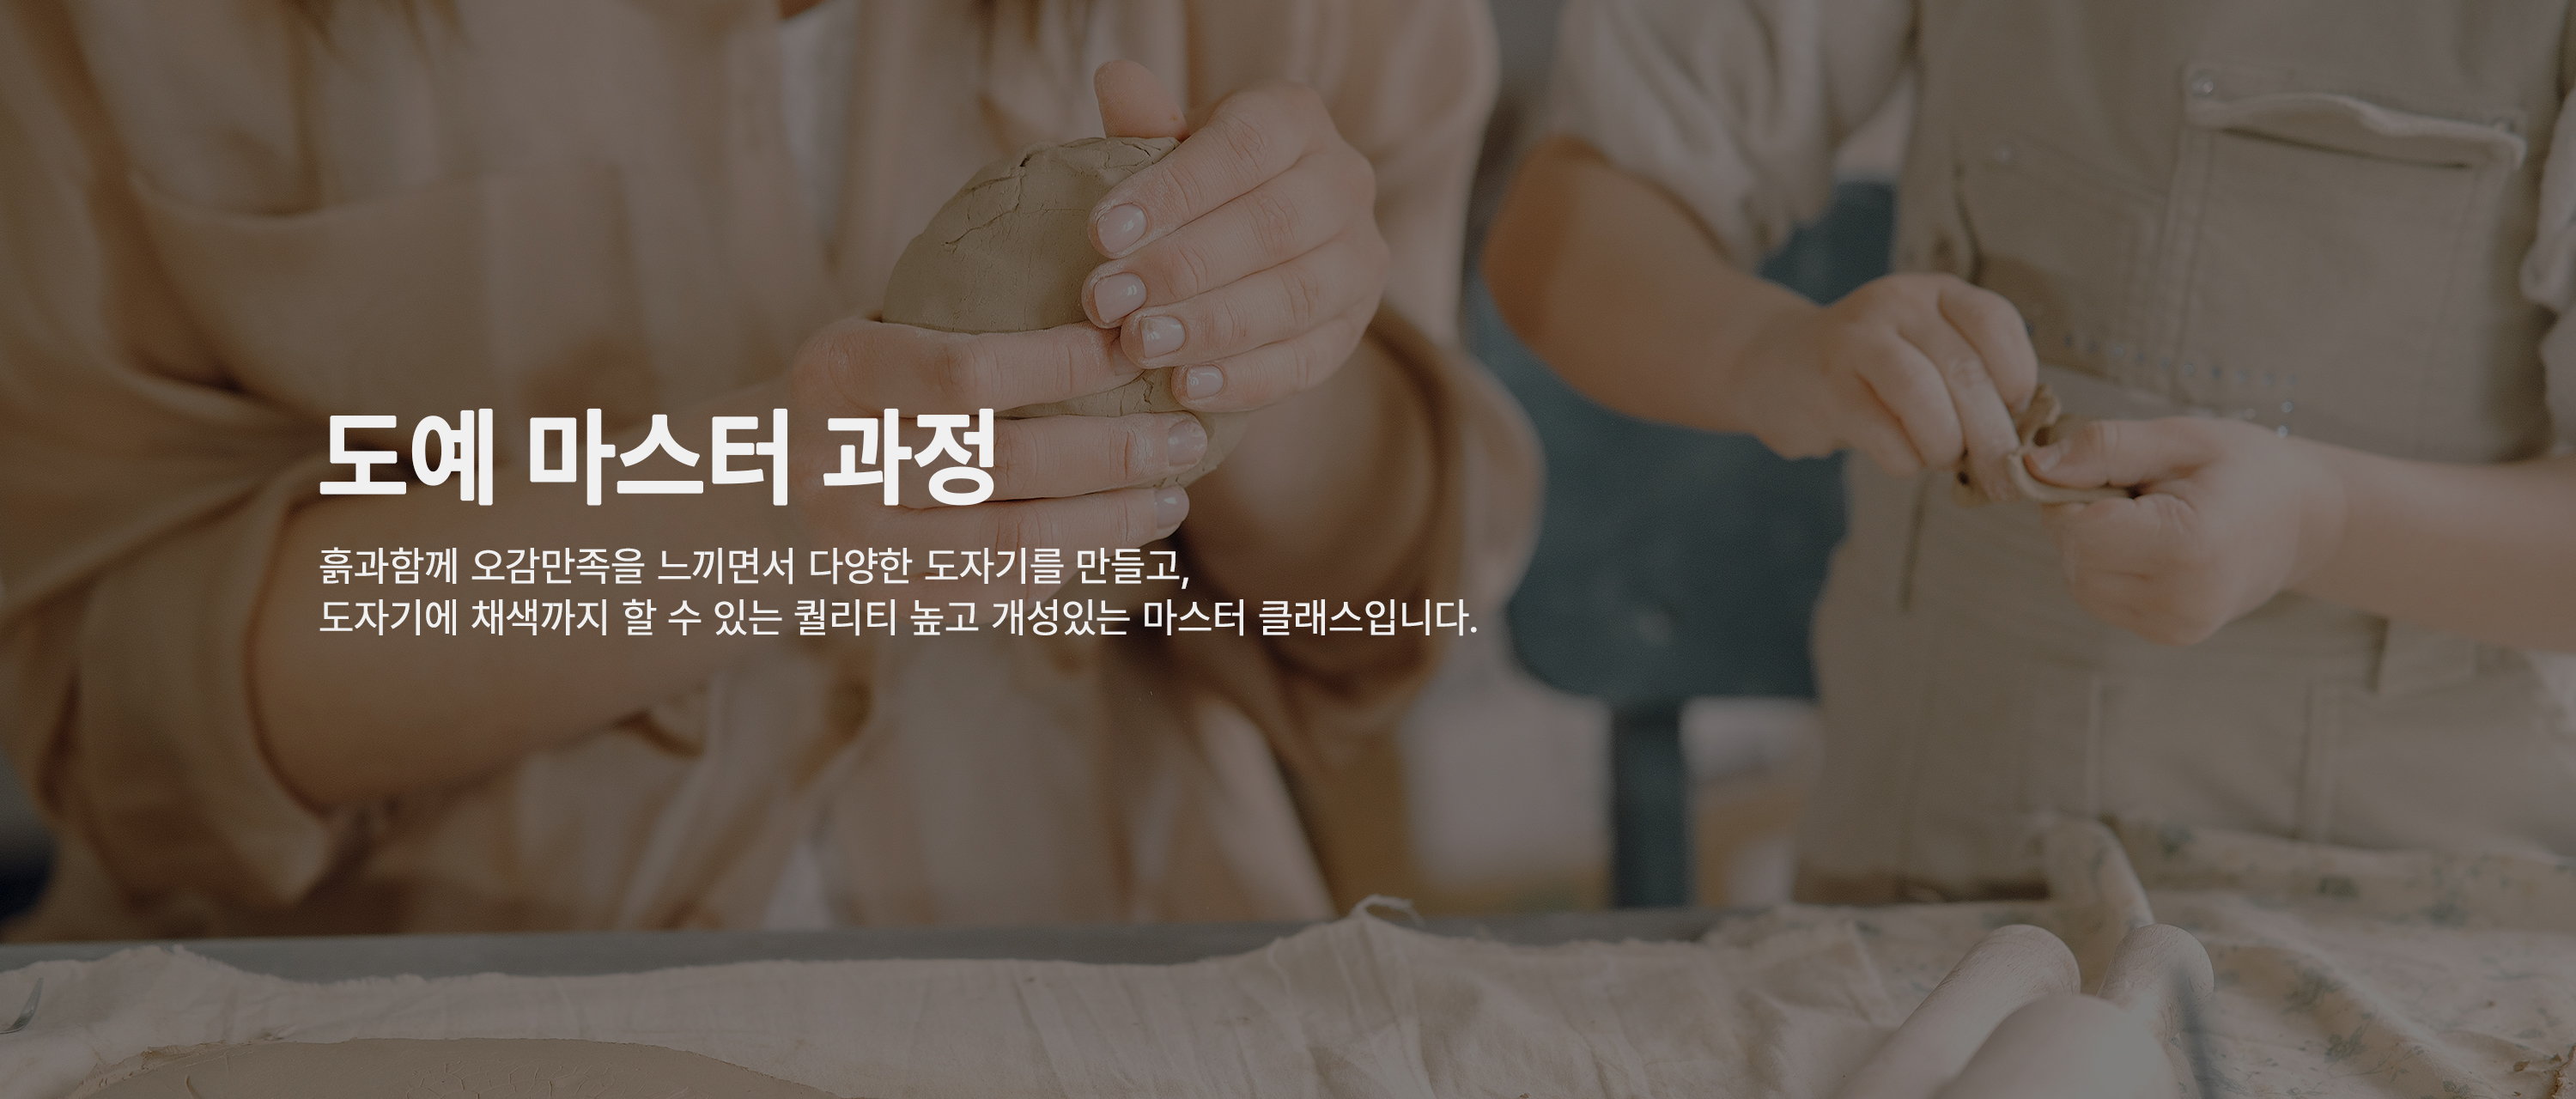 도예 마스터 과정
흙과함께 오감만족을 느끼면서 다양한 도자기를 만들고,
도자기에 채색까지 할 수 있는 퀄리티 높고 개성있는 마스터 클래스입니다.